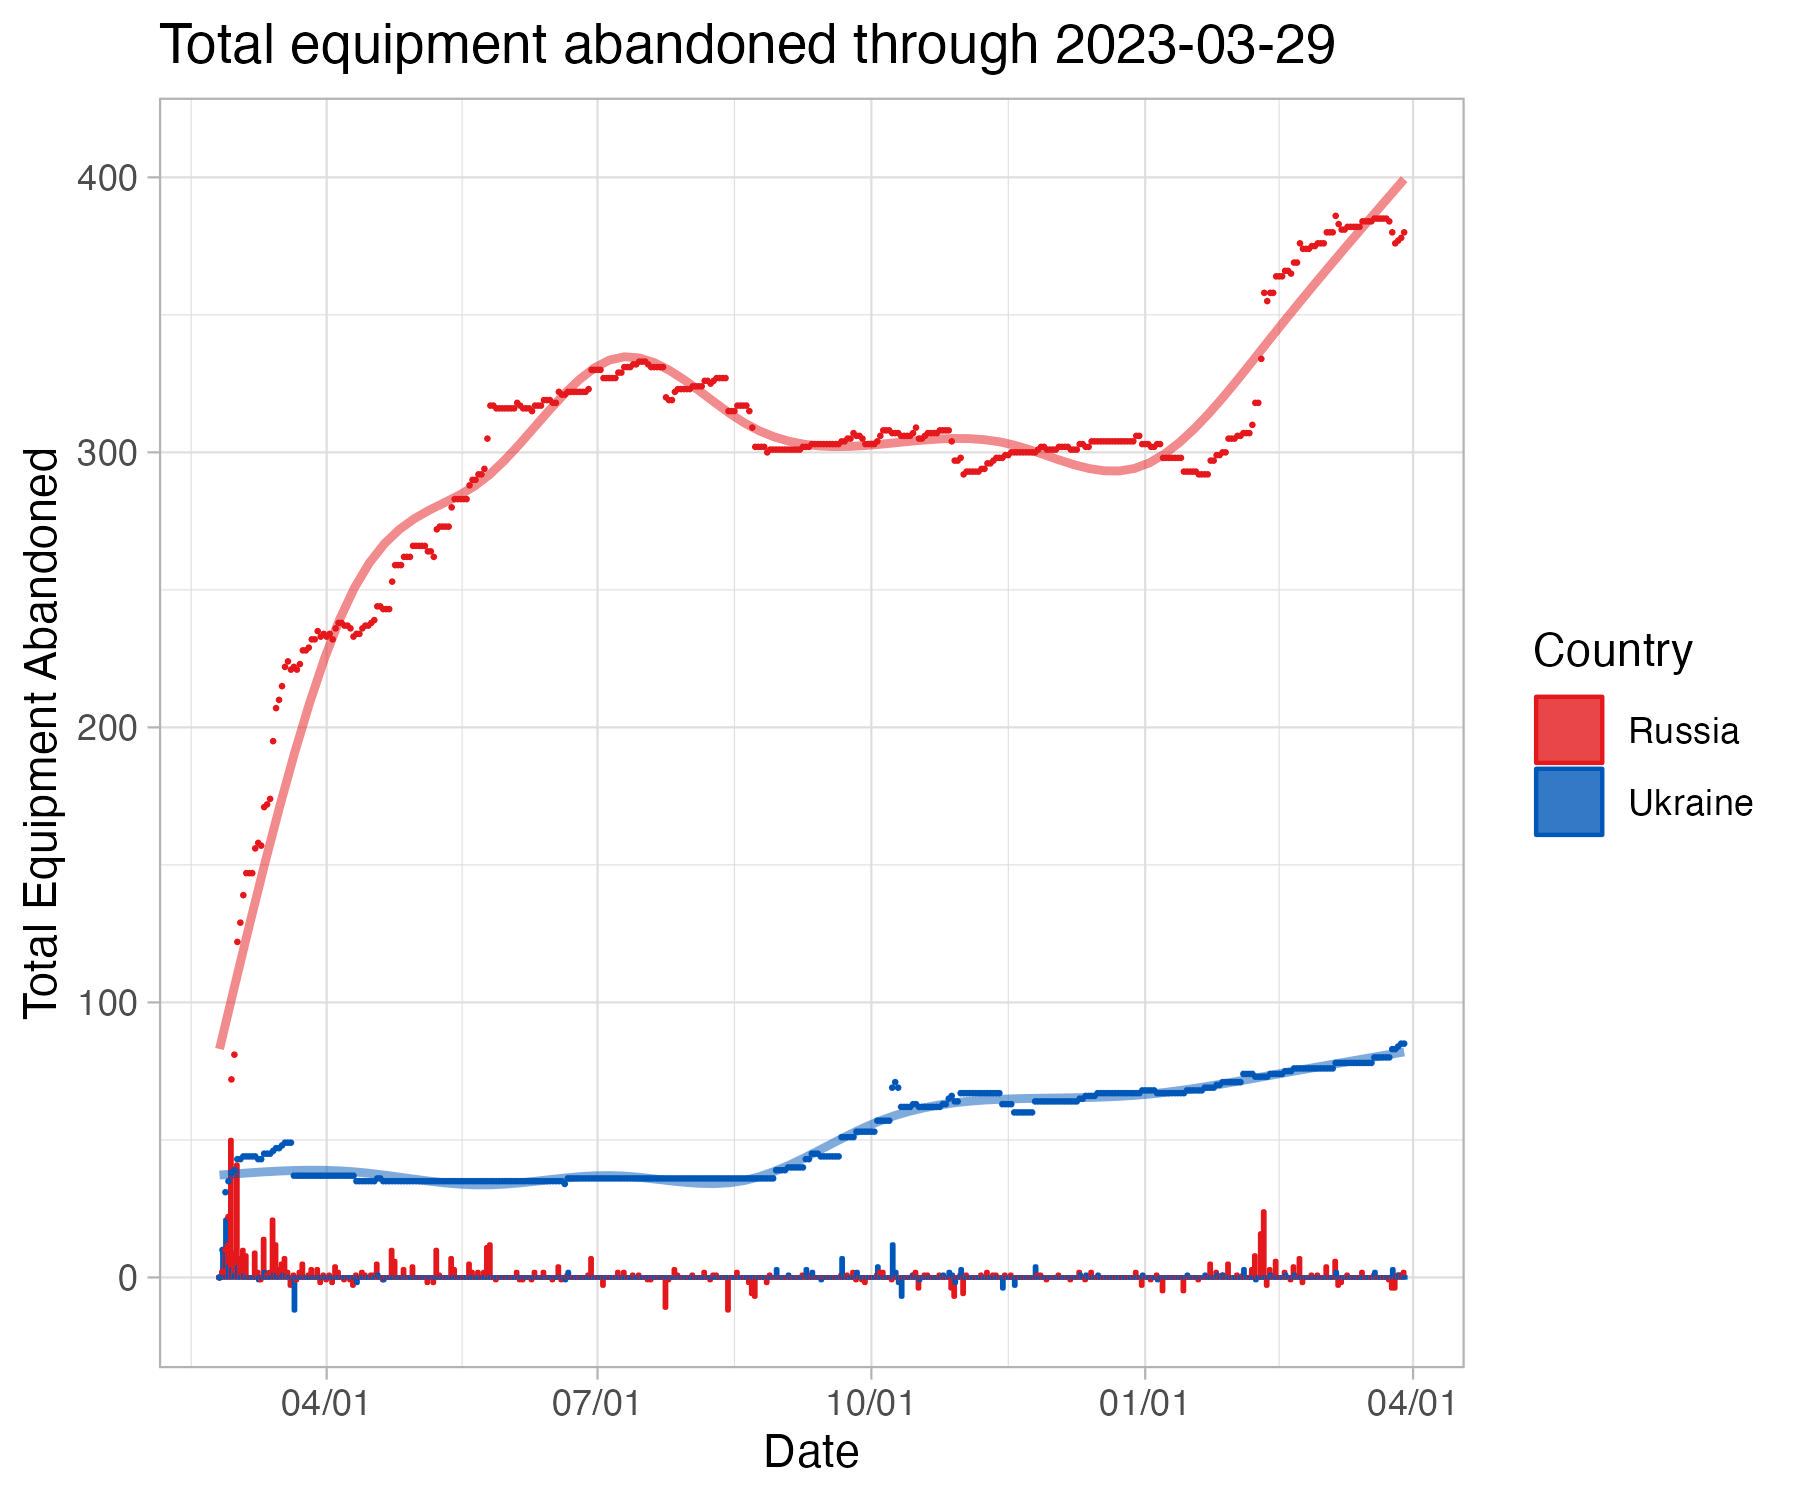 Total equipment abandoned through 2023-03-29
Total Equipment Abandoned
400
300
200
100
0
04/01
07/01
10/01
01/01
04/01
Date
Country
Russia
Ukraine